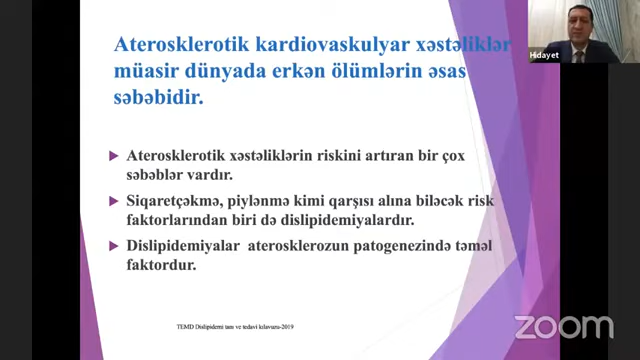 Aterosklerotik kardiovaskulyar xəstəliklər
müasir dünyada erkən ölümlərin əsas
səbəbidir.
Hidayet
Aterosklerotik xəstəliklərin riskini artıran bir çox
səbəblər vardır.
Siqaretçəkmə, piylənmə kimi qarşısı alına biləcək risk
faktorlarından biri də dislipidemiyalardır.
Dislipidemiyalar aterosklerozun patogenezində təməl
faktordur.
TEMD Dislipidemi tanı ve tedavi kılavuzu-2019
zoom